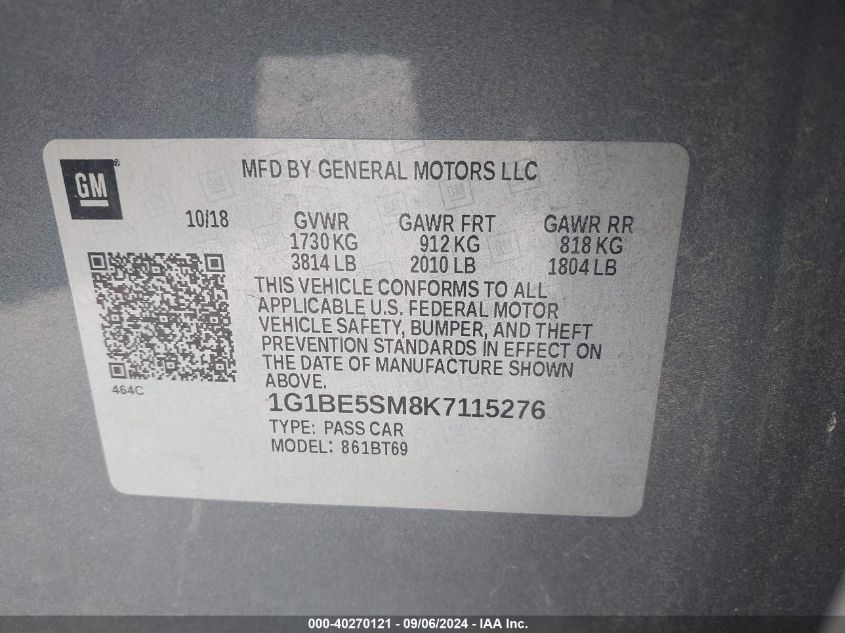 GM®
MFD BY GENERAL MOTORS LLC
10/18 GVWR GAWR FRT GAWR RR
1730 KG 912 KG 818 KG
3814 LB 2010 LB 1804 LB
THIS VEHICLE CONFORMS TO ALL
APPLICABLE U.S. FEDERAL MOTOR
VEHICLE SAFETY, BUMPER, AND THEFT
PREVENTION STANDARDS IN EFFECT ON
THE DATE OF MANUFACTURE SHOWN
ABOVE.
464C
1G1BE5SM8K7115276
TYPE: PASS CAR
MODEL: 861BT69
000-40270121 - 09/06/2024 - IAA Inc.